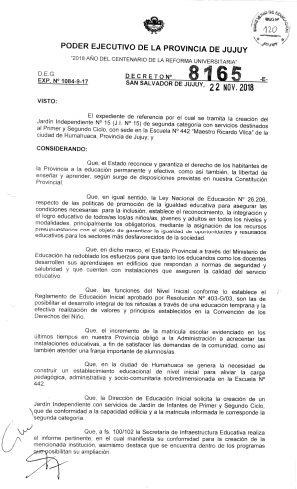 120
PODER EJECUTIVO DE LA PROVINCIA DE JUJUY
"2018 AÑO DEL CENTENARIO DE LA REFORMA UNIVERSITARIA"
D.E.G.
EXP. Nº 1084-9-17
DECRETO Nº 8165 -E-
SAN SALVADOR DE JUJUY, 22 NOV. 2018
VISTO:
El expediente de referencia por el cual se tramita la creación del
Jardín Independiente Nº 15 (J.I. Nº 15) de segunda categoría con servicios destinados
al Primer y Segundo Ciclo, con sede en la Escuela Nº 442 "Maestro Ricardo Vilca" de la
ciudad de Humahuaca, Provincia de Jujuy; y
CONSIDERANDO:
Que, el Estado reconoce y garantiza el derecho de los habitantes de
la Provincia a la educación permanente y efectiva, como así también, la libertad de
enseñar y aprender, según surge de disposiciones previstas en nuestra Constitución
Provincial.
Que, en igual sentido, la Ley Nacional de Educación Nº 26.206,
respecto de las políticas de promoción de la igualdad educativa para asegurar las
condiciones necesarias para la inclusión, establece el reconocimiento, la integración y
el logro educativo de todos/as los/las niños/as, jóvenes y adultos en todos los niveles y
modalidades, principalmente los obligatorios, mediante la asignación de los recursos
presupuestarios con el objeto de garantizar la igualdad de oportunidades y resultados
educativos para los sectores más desfavorecidos de la sociedad.
Que, en dicho marco, el Estado Provincial a través del Ministerio de
Educación ha redoblado los esfuerzos para que tanto los educandos como los docentes
desarrollen sus aprendizajes en edificios que respondan a normas de seguridad y
salubridad y que cuenten con instalaciones que aseguren la calidad del servicio
educativo.
Que, las funciones del Nivel Inicial conforme lo establece el
Reglamento de Educación Inicial aprobado por Resolución Nº 403-G/03, son las de
posibilitar el desarrollo integral de los niños/as a través de una educación temprana y la
efectiva realización de valores y principios establecidos en la Convención de los
Derechos del Niño.
Que, el incremento de la matrícula escolar evidenciado en los
últimos tiempos en nuestra Provincia obligó a la Administración a acrecentar las
instalaciones educativas, a fin de satisfacer las demandas de la comunidad, como así
también atender una franja importante de alumnos/as.
Que, en la ciudad de Humahuaca se genera la necesidad de
construir un establecimiento educacional de nivel inicial para aliviar la carga
pedagógica, administrativa y socio-comunitaria sobredimensionada en la Escuela Nº
442.
Que, la Dirección de Educación Inicial solicita la creación de un
Jardín Independiente con servicios de Jardín de Infantes de Primer y Segundo Ciclo,
que de conformidad a la capacidad edilicia y a la matrícula informada le corresponde la
segunda categoría.
Que, a fs. 100/102 la Secretaría de Infraestructura Educativa realiza
el informe pertinente, en el cual manifiesta su conformidad para la creación de la
mencionada institución; asimismo destaca que se encuentra dentro de los programas
que posibilitan su ampliación.